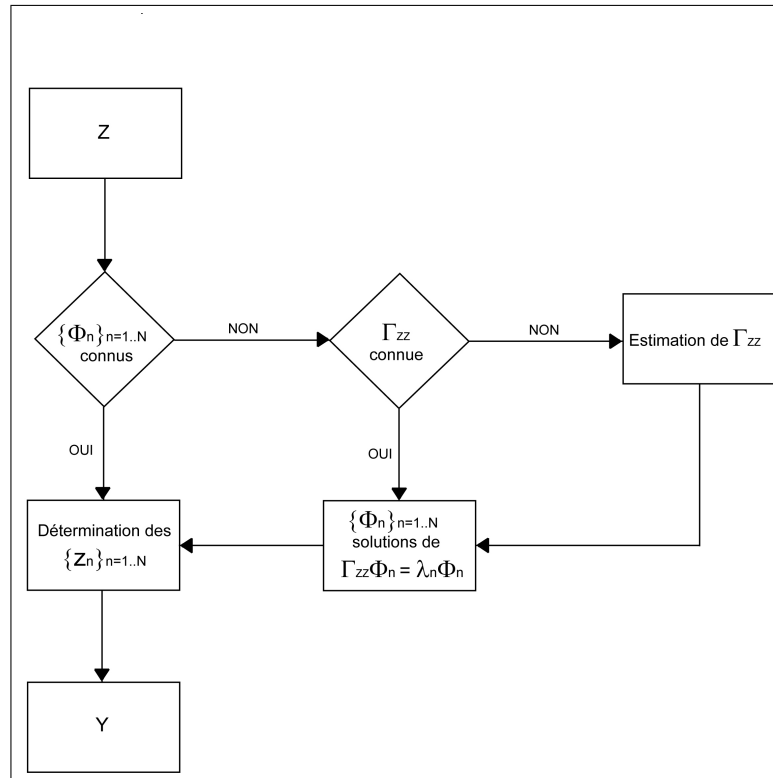 Z
{Φn}n=1..N
connus
NON
Γzz
connue
NON
Estimation de Γzz
OUI
OUI
Détermination des
{zn}n=1..N
{Φn}n=1..N
solutions de
ΓzzΦn = λnΦn
Y